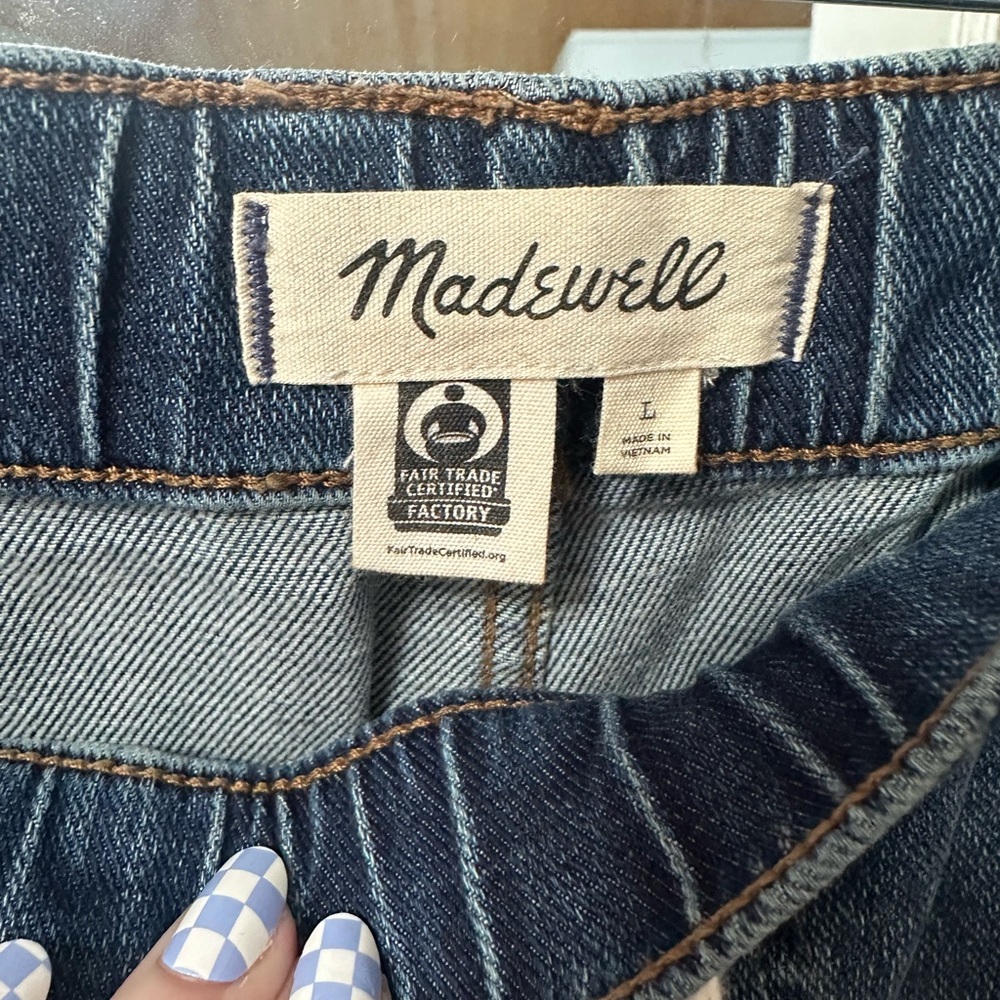 Madewell
FAIR TRADE
CERTIFIED®
FACTORY
FairTradeCertified.org
L
MADE IN
VIETNAM